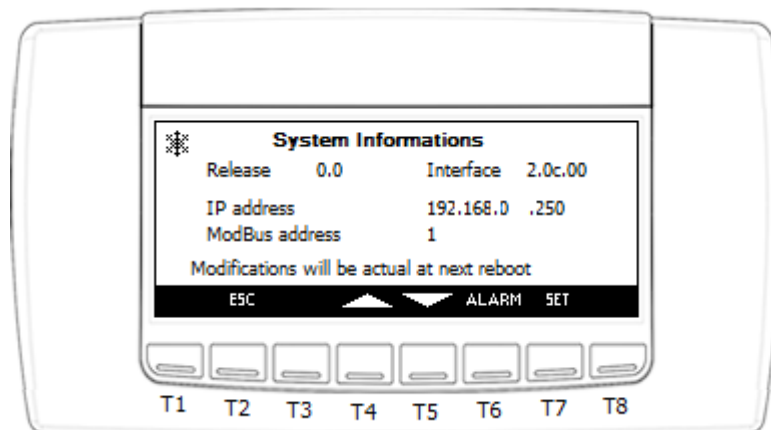 System Informations
Release 0.0 Interface 2.0c.00
IP address 192.168.0 .250
ModBus address 1
Modifications will be actual at next reboot
ESC ALARM SET
T1 T2 T3 T4 T5 T6 T7 T8